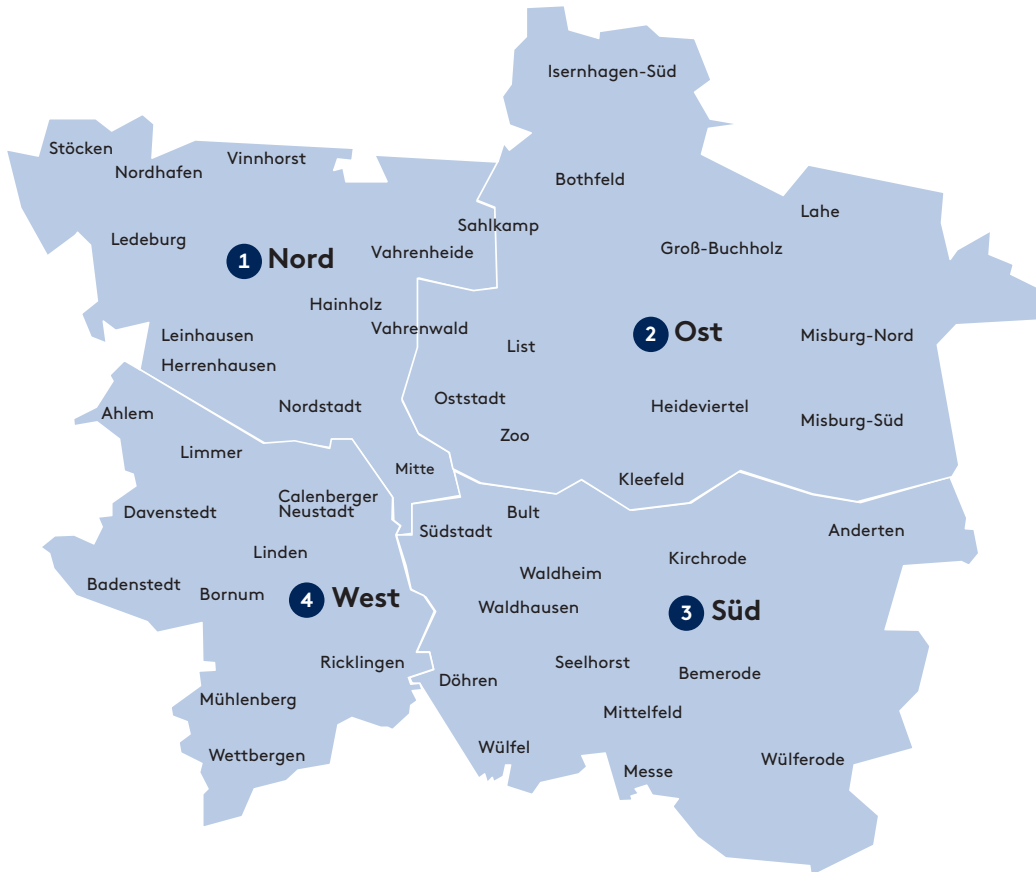 Isernhagen-Süd
Stöcken
Vinnhorst
Nordhafen
Bothfeld
Lahe
Sahlkamp
Ledeburg
Groß-Buchholz
Vahrenheide
1 Nord
Hainholz
Vahrenwald
2 Ost
Leinhausen
Misburg-Nord
List
Herrenhausen
Oststadt
Nordstadt
Heideviertel
Ahlem
Misburg-Süd
Zoo
Limmer
Mitte
Kleefeld
Calenberger
Neustadt
Davenstedt
Bult
Südstadt
Anderten
Linden
Kirchrode
Waldheim
Badenstedt
Bornum
4 West
Waldhausen
3 Süd
Ricklingen
Seelhorst
Bemerode
Döhren
Mühlenberg
Mittelfeld
Wülfel
Wettbergen
Wülferode
Messe